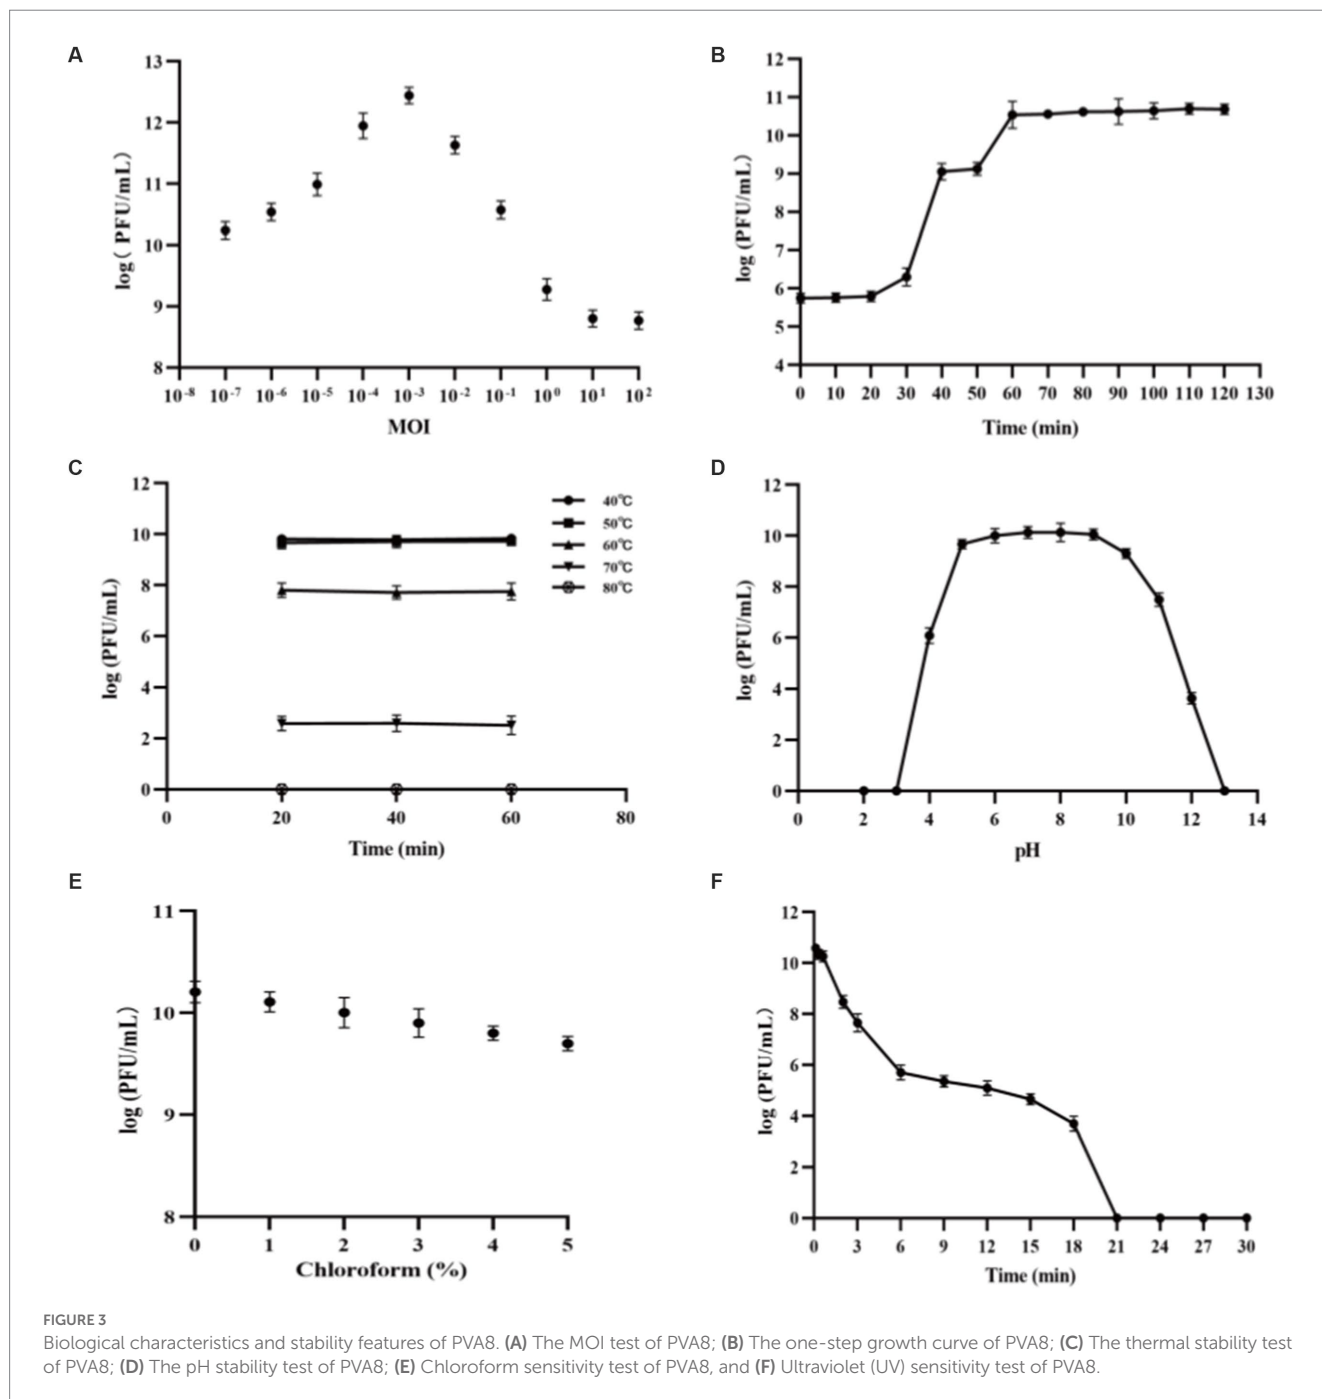 A
log( PFU/mL)
13
12
11
10
9
8
10-8 10-7 10-6 10-5 10-4 10-3 10-2 10-1 100 101 102
MOI
B
log (PFU/mL)
12
11
10
9
8
7
6
5
4
0 10 20 30 40 50 60 70 80 90 100 110 120 130
Time (min)
C
log (PFU/mL)
12
10
8
6
4
2
0
0 20 40 60 80
Time (min)
40℃
50℃
60℃
70℃
80℃
D
log (PFU/mL)
12
10
8
6
4
2
0
0 2 4 6 8 10 12 14
pH
E
log (PFU/mL)
11
10
9
8
0 1 2 3 4 5
Chloroform (%)
F
log (PFU/mL)
12
10
8
6
4
2
0
0 3 6 9 12 15 18 21 24 27 30
Time (min)
FIGURE 3
Biological characteristics and stability features of PVA8. (A) The MOI test of PVA8; (B) The one-step growth curve of PVA8; (C) The thermal stability test
of PVA8; (D) The pH stability test of PVA8; (E) Chloroform sensitivity test of PVA8, and (F) Ultraviolet (UV) sensitivity test of PVA8.